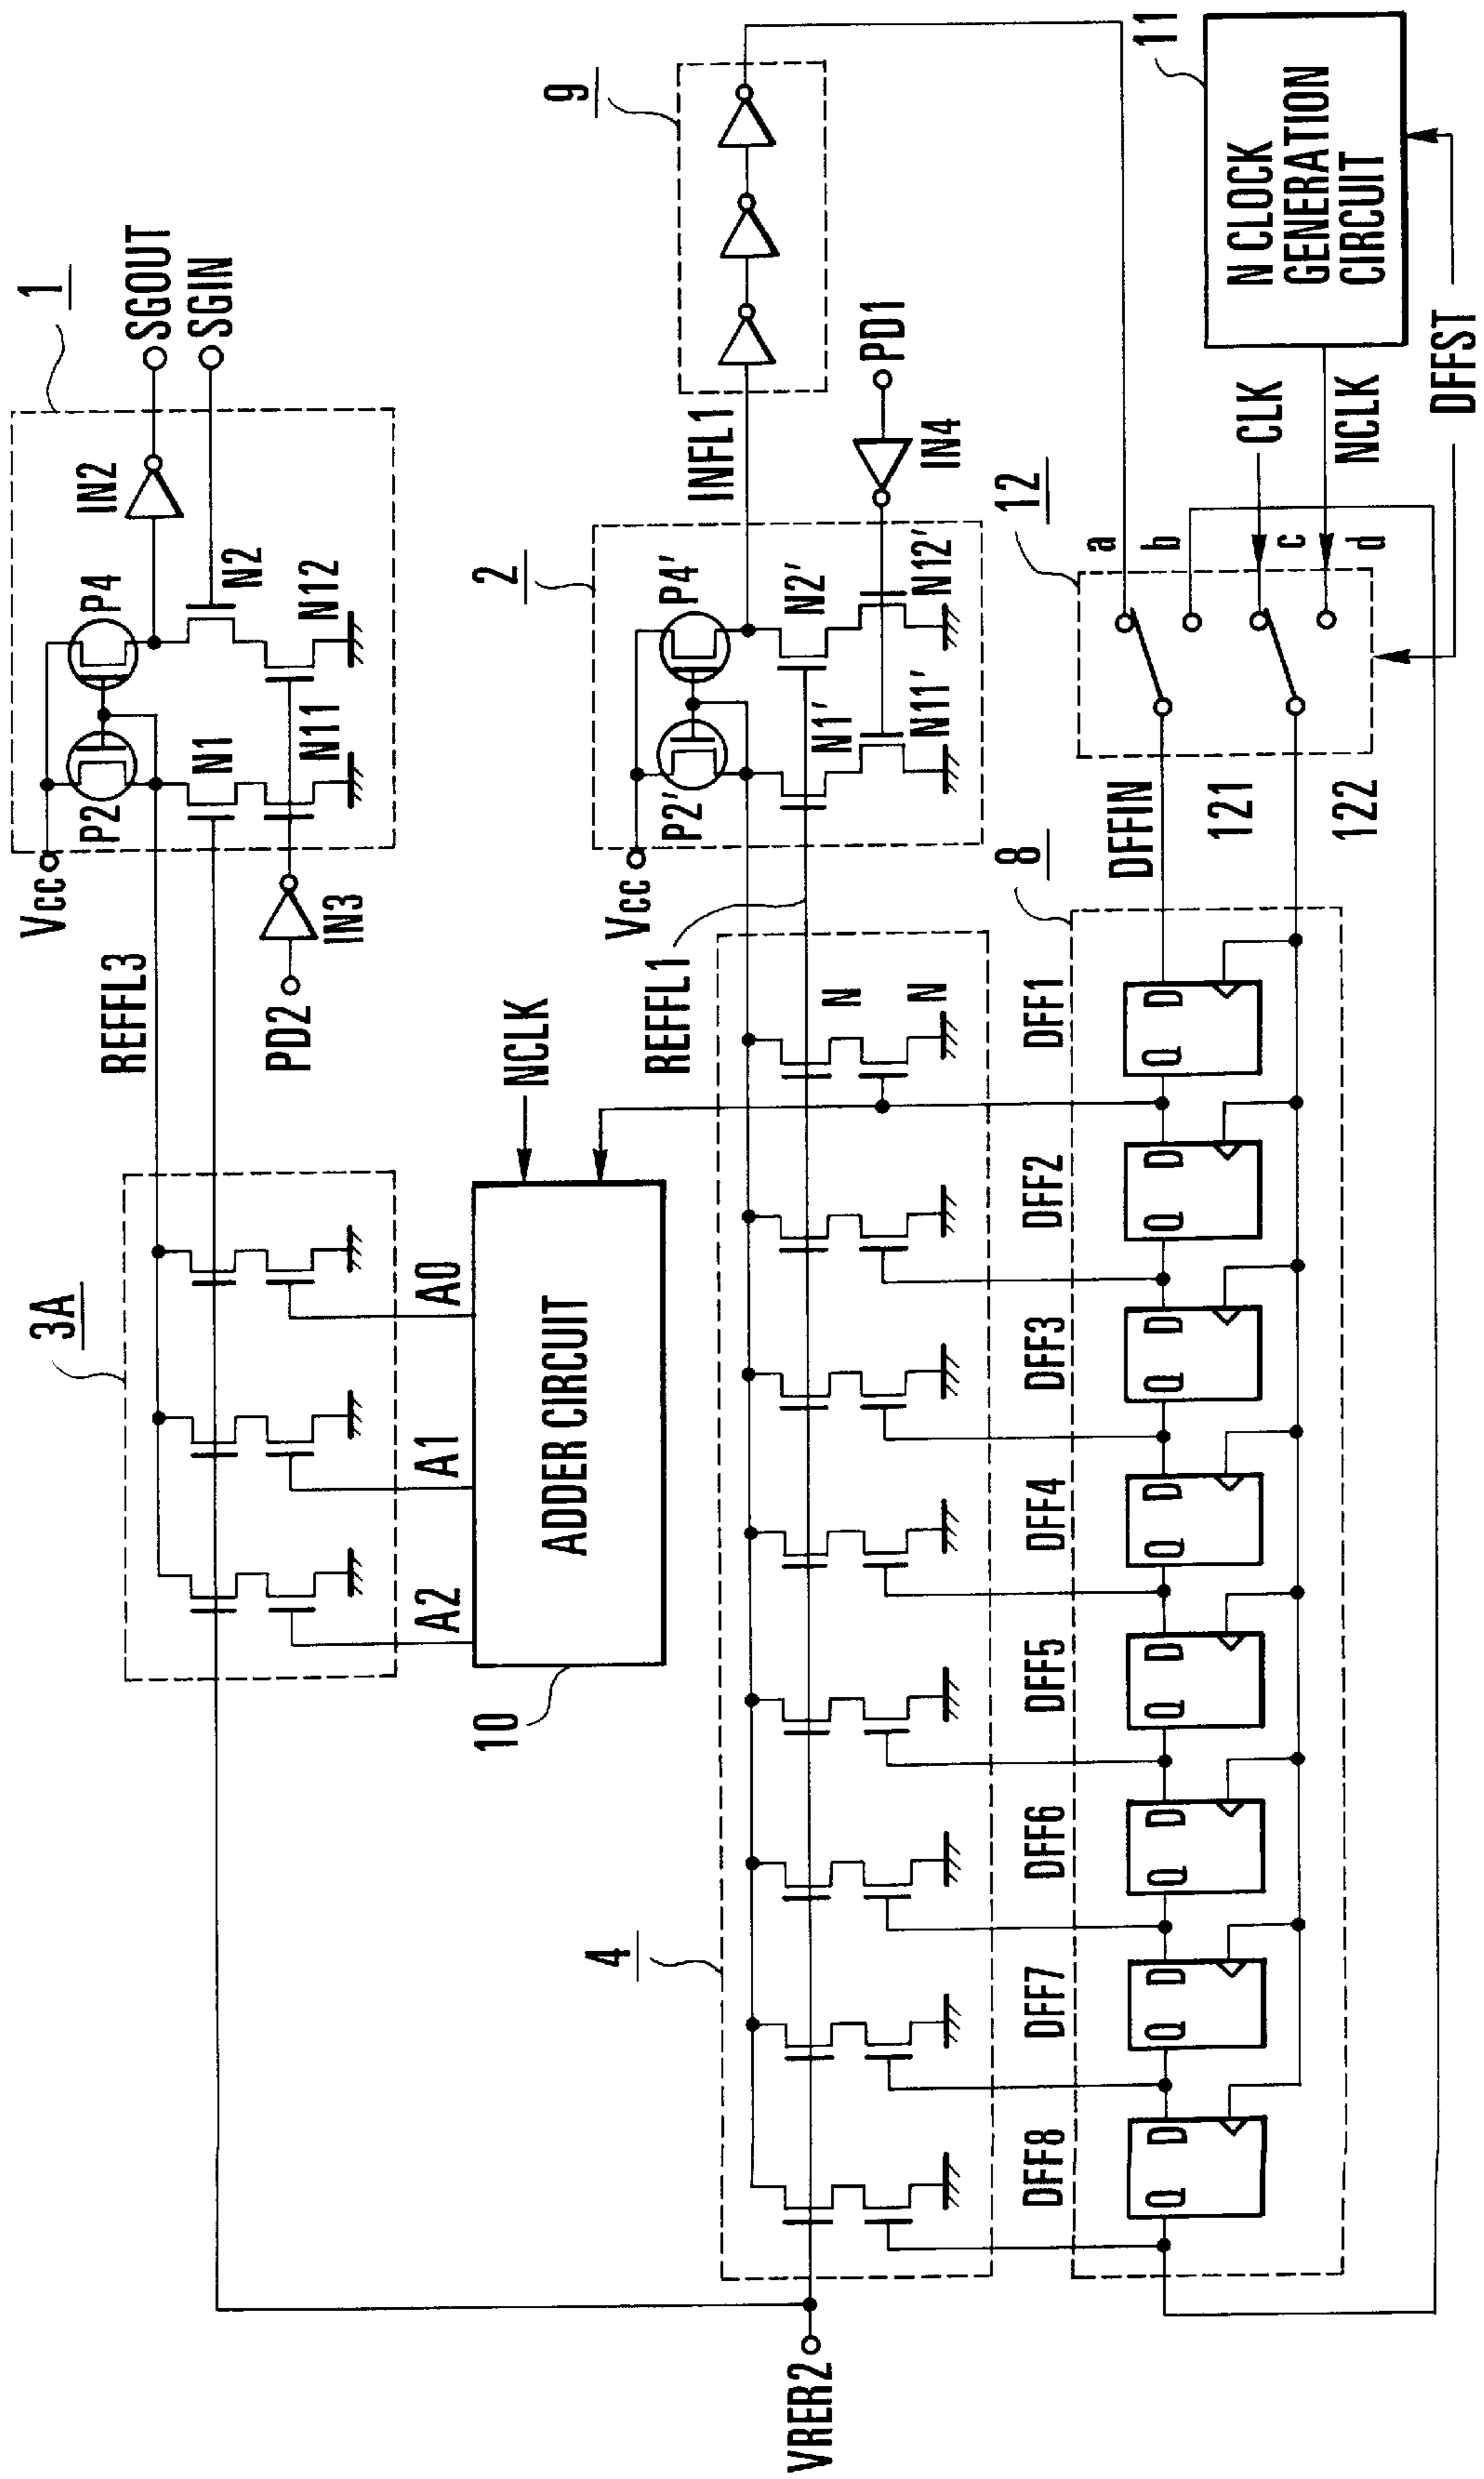 1
SGOUT
SGIN
IN2
P4
N2
N12
P2
N1
N11
Vcc
IN3
PD2
REFFL3
3A
NCLK
A0
A1
A2
ADDER CIRCUIT
10
9
INFL1
PD1
IN4
2
P4'
N2'
N12'
P2'
N1'
N11'
Vcc
REFFL1
N
N
4
VRER2
11
N CLOCK
GENERATION
CIRCUIT
CLK
NCLK
DFFST
12
a
b
c
d
DFFIN
121
122
8
DFF1
D
Q
DFF2
D
Q
DFF3
D
Q
DFF4
D
Q
DFF5
D
Q
DFF6
D
Q
DFF7
D
Q
DFF8
D
Q